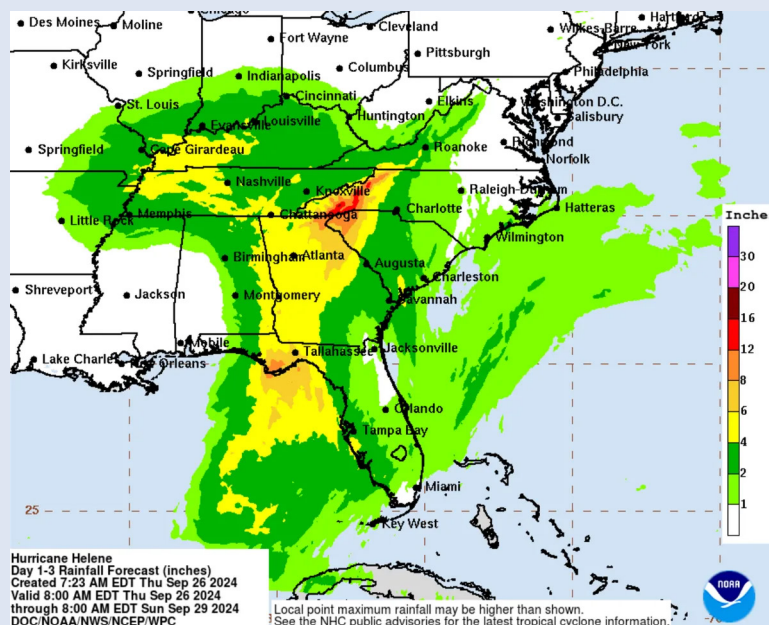 Chicago
Cleveland
Hartford
Des Moines
Moline
Fort Wayne
Wilkes-Barre
New York
Pittsburgh
Kirksville
Springfield
Indianapolis
Columbus
Philadelphia
Cincinnati
Elkins
Washington D.C.
St. Louis
Huntington
Salisbury
Evansville
Louisville
Springfield
Cape Girardeau
Roanoke
Richmond
Norfolk
Nashville
Knoxville
Raleigh-Durham
Little Rock
Memphis
Chattanooga
Charlotte
Hatteras
Wilmington
Birmingham
Atlanta
Augusta
Charleston
Shreveport
Jackson
Montgomery
Savannah
Mobile
Tallahassee
Jacksonville
Lake Charles
New Orleans
Orlando
Tampa Bay
Miami
25
Key West
Inche
30
20
16
12
8
6
4
2
1
Hurricane Helene
Day 1-3 Rainfall Forecast (inches)
Created 7:23 AM EDT Thu Sep 26 2024
Valid 8:00 AM EDT Thu Sep 26 2024
through 8:00 AM EDT Sun Sep 29 2024
DOC/NOAA/NWS/NCEP/WPC
Local point maximum rainfall may be higher than shown.
See the NHC public advisories for the latest tropical cyclone information.
NOAA
-70